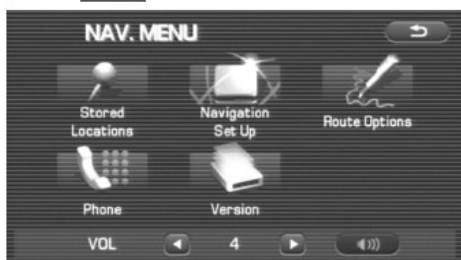 NAV. MENU
Stored
Locations
Navigation
Set Up
Route Options
Phone
Version
VOL
4